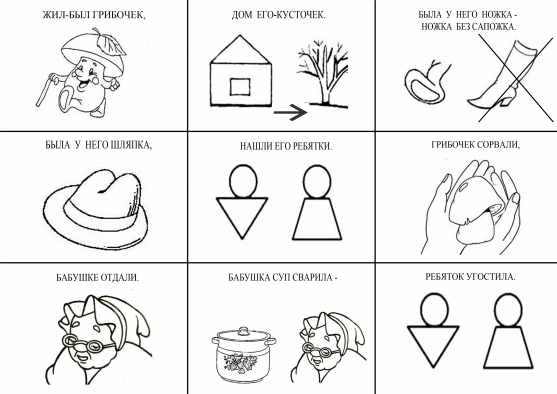 ЖИЛ-БЫЛ ГРИБОЧЕК,
ДОМ ЕГО-КУСТОЧЕК.
БЫЛА У НЕГО НОЖКА -
НОЖКА БЕЗ САПОЖКА.
БЫЛА У НЕГО ШЛЯПКА,
НАШЛИ ЕГО РЕБЯТКИ.
ГРИБОЧЕК СОРВАЛИ,
БАБУШКЕ ОТДАЛИ.
БАБУШКА СУП СВАРИЛА -
РЕБЯТОК УГОСТИЛА.